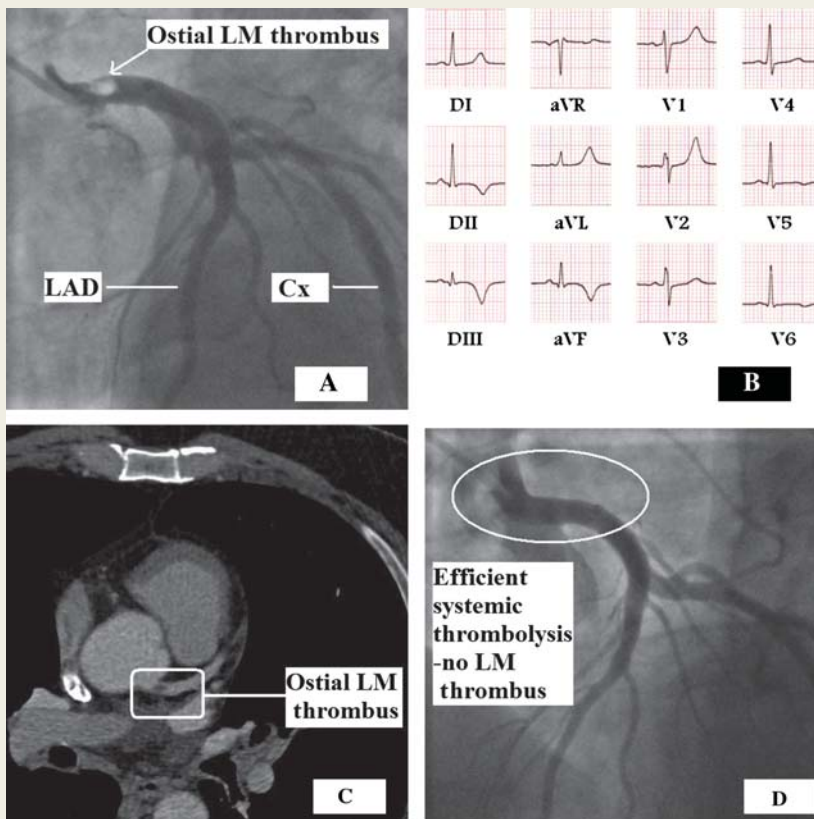 Ostial LM thrombus
LAD
Cx
A
DI
aVR
V1
V4
DII
aVL
V2
V5
DIII
aVF
V3
V6
B
Ostial LM
thrombus
C
Efficient
systemic
thrombolysis
-no LM
thrombus
D